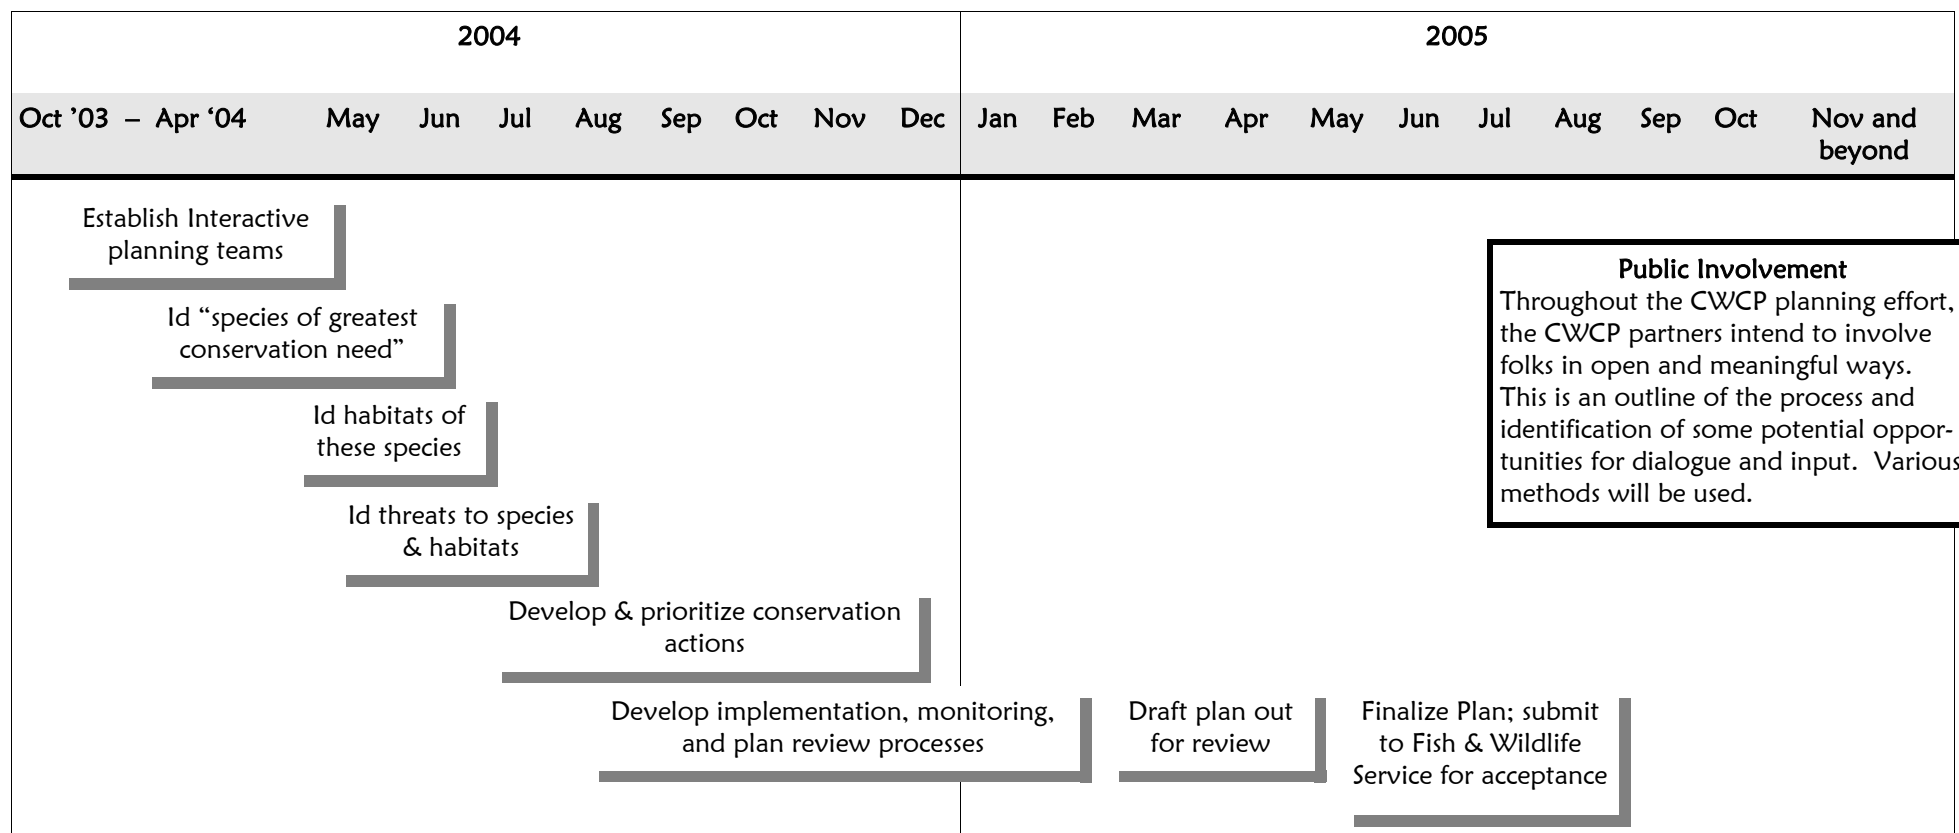 2004
2005
Oct ’03 – Apr ‘04 May Jun Jul Aug Sep Oct Nov Dec Jan Feb Mar Apr May Jun Jul Aug Sep Oct Nov and
beyond
Establish Interactive
planning teams
Id “species of greatest
conservation need”
Id habitats of
these species
Id threats to species
& habitats
Develop & prioritize conservation
actions
Develop implementation, monitoring,
and plan review processes
Draft plan out
for review
Finalize Plan; submit
to Fish & Wildlife
Service for acceptance
Public Involvement
Throughout the CWCP planning effort,
the CWCP partners intend to involve
folks in open and meaningful ways.
This is an outline of the process and
identification of some potential oppor-
tunities for dialogue and input.  Various
methods will be used.